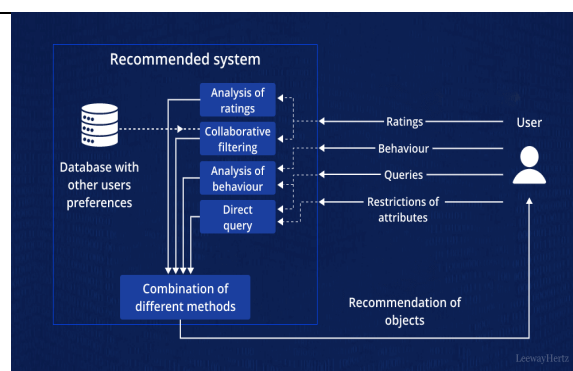 Recommended system
Analysis of
ratings
Collaborative
filtering
Analysis of
behaviour
Direct
query
Database with
other users
preferences
Combination of
different methods
Ratings
Behaviour
Queries
Restrictions of
attributes
User
Recommendation of
objects
LeewayHertz